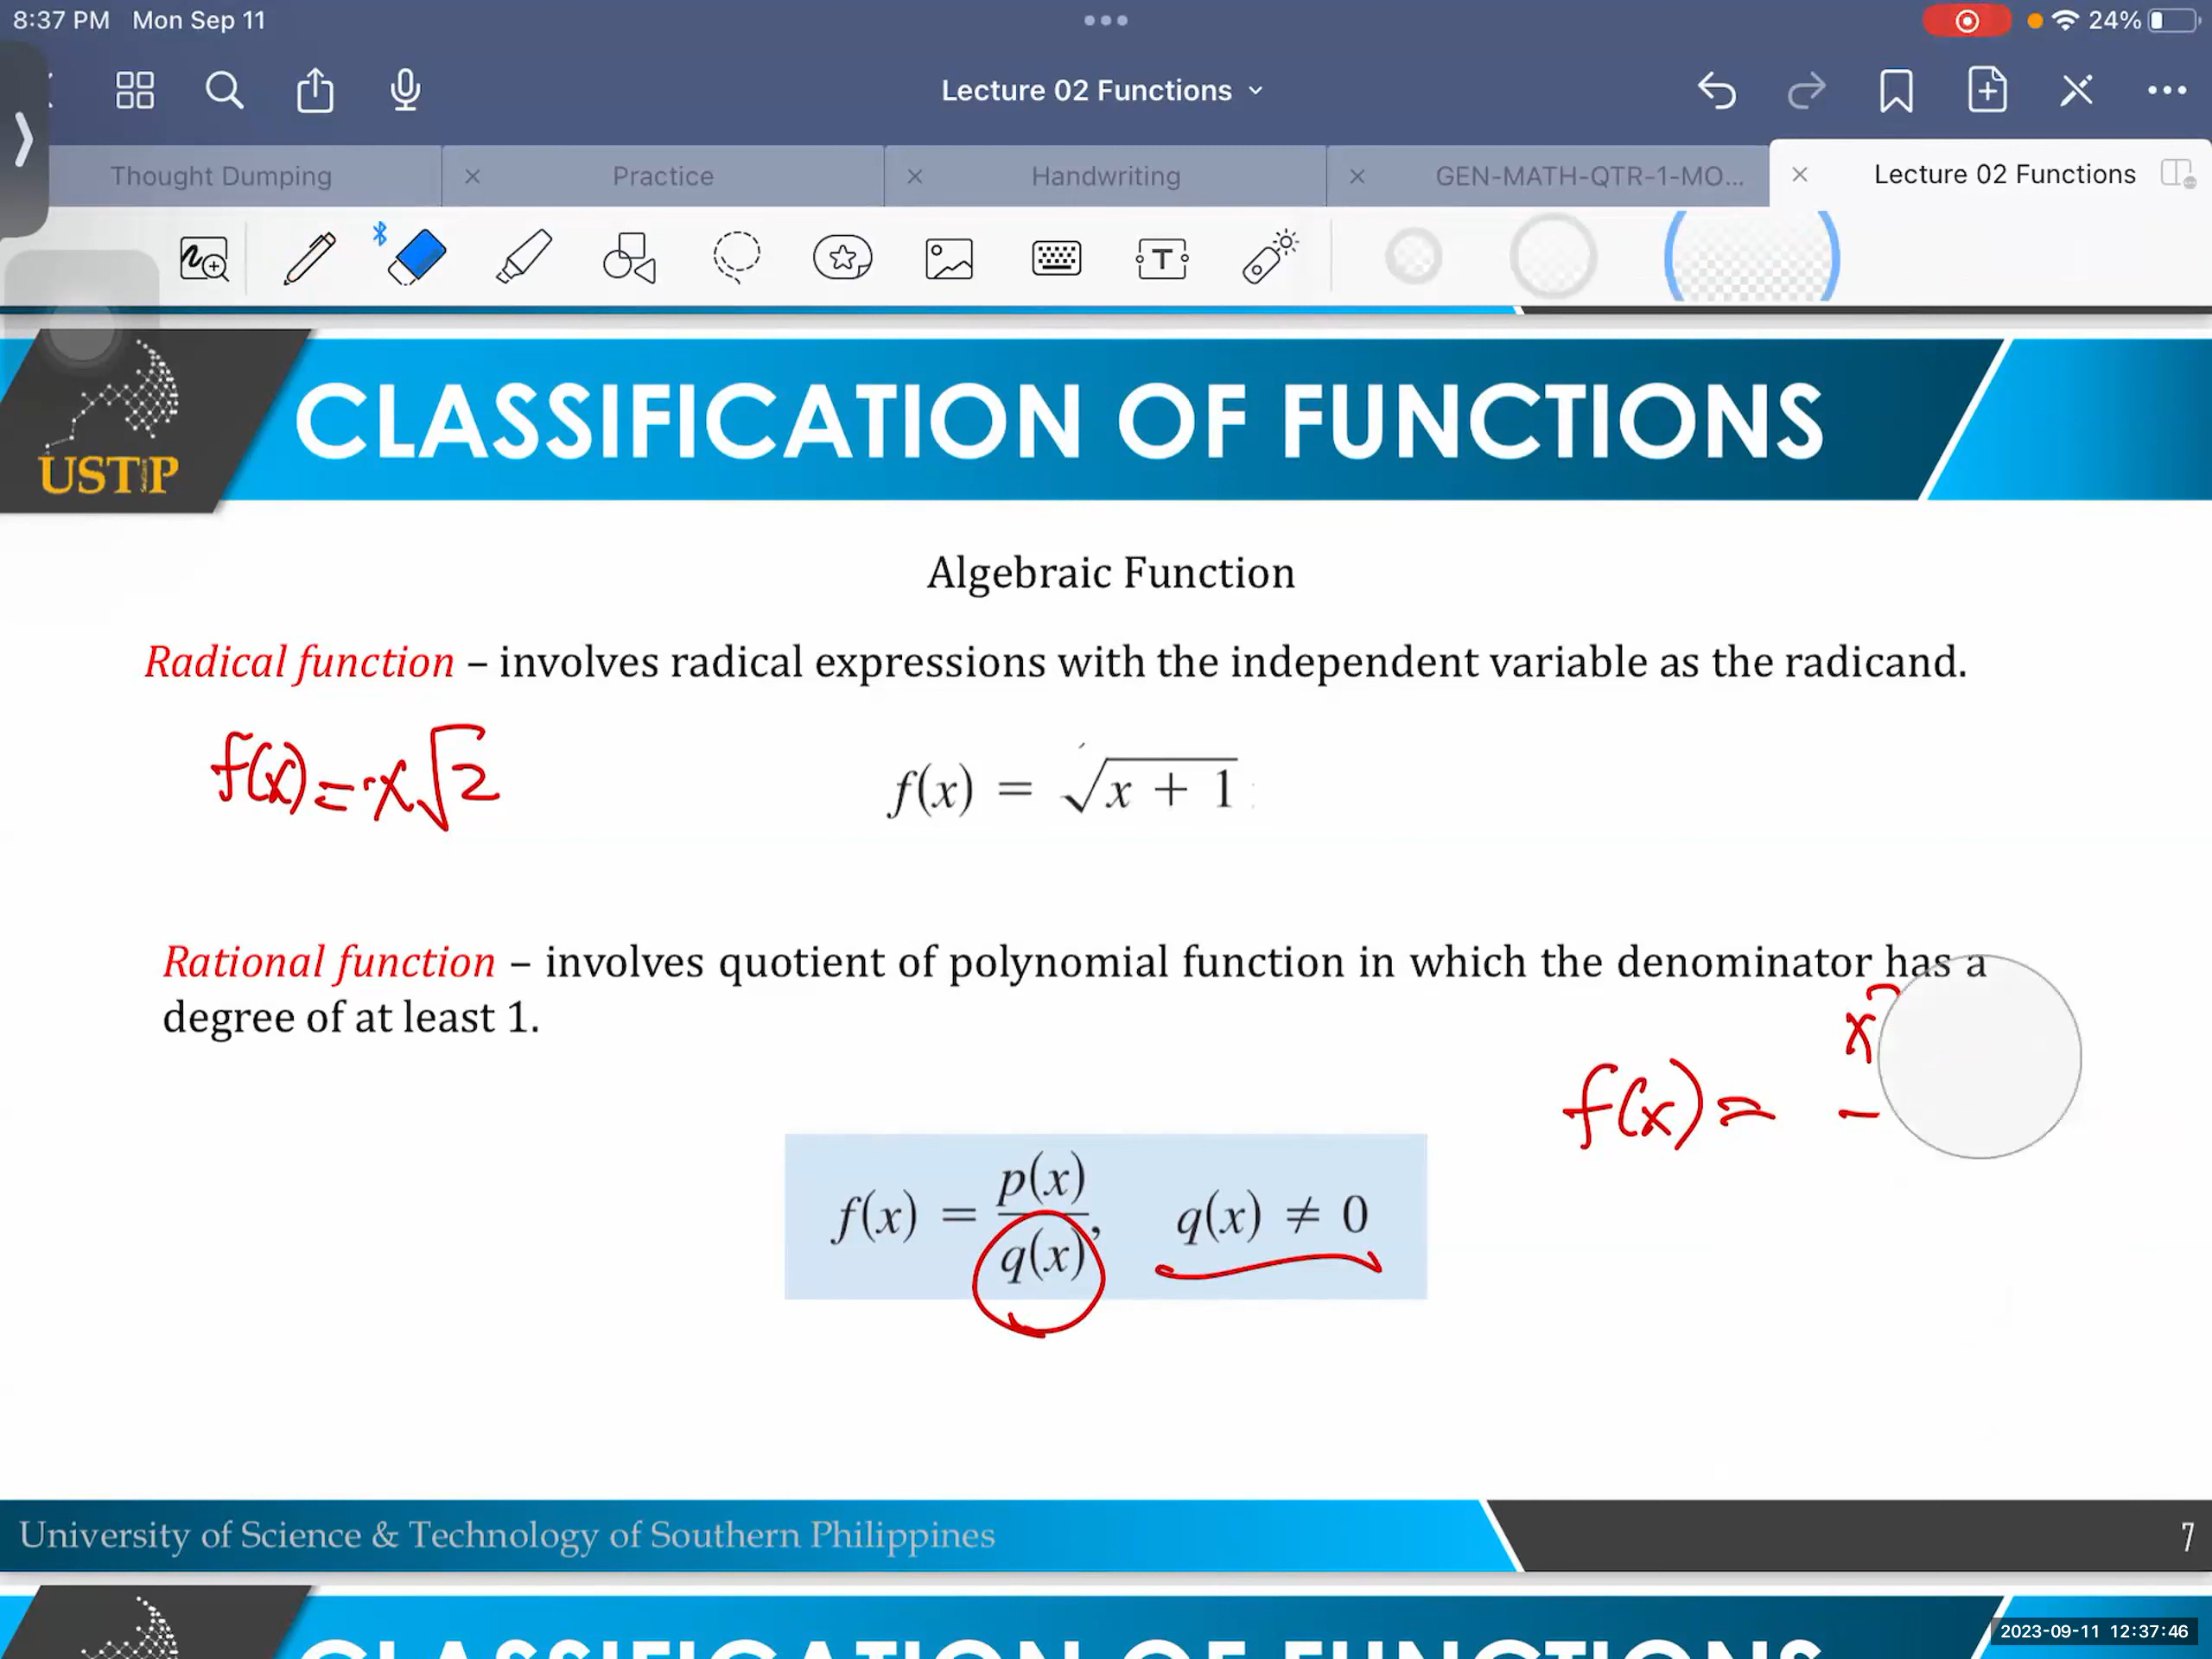 8:37 PM Mon Sep 11
24%
Lecture 02 Functions
Thought Dumping
Practice
Handwriting
GEN-MATH-QTR-1-MO...
Lecture 02 Functions
USTP
CLASSIFICATION OF FUNCTIONS
Algebraic Function
Radical function – involves radical expressions with the independent variable as the radicand.
f(x) = x√2
f(x) = √(x + 1)
Rational function – involves quotient of polynomial function in which the denominator has a
degree of at least 1.
f(x) =
x
f(x) = p(x)/q(x), q(x) ≠ 0
University of Science & Technology of Southern Philippines
7
CLASSIFICATION OF FUNCTIONS
2023-09-11 12:37:46